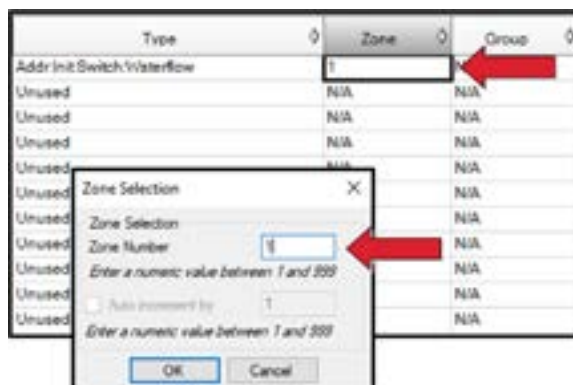 Type Zone Group
Addr:Init:Switch:Waterflow 1
Unused N/A N/A
Unused N/A N/A
Unused N/A N/A
Unused
Zone Selection
Unused N/A
Zone Selection
Unused N/A
Zone Number 1
Unused N/A
Enter a numeric value between 1 and 999
Unused N/A
Auto increment by 1
Unused N/A
Enter a numeric value between 1 and 999
Unused N/A
OK Cancel